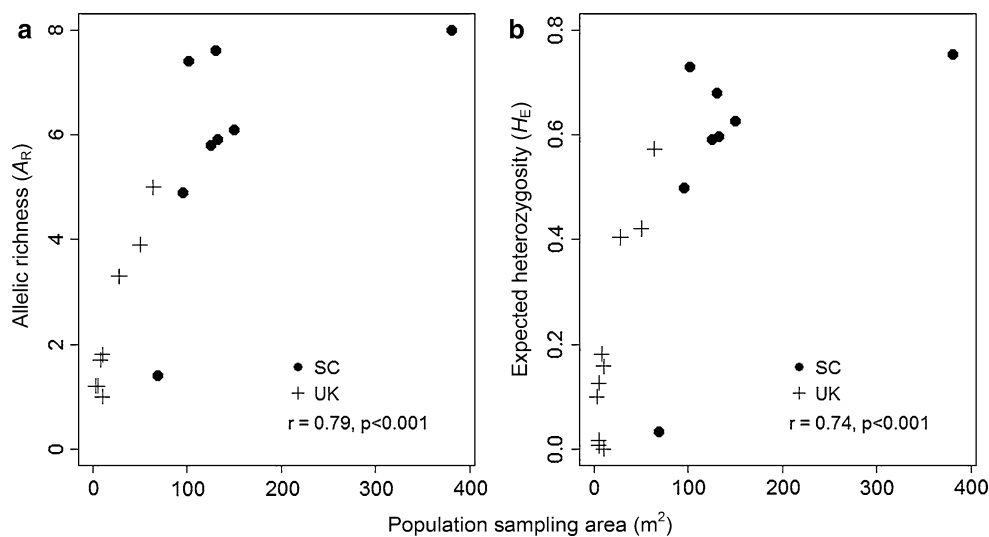 a
8
6
4
2
0
Allelic richness (A_R)
SC
UK
r = 0.79, p<0.001
0 100 200 300 400
b
0.8
0.6
0.4
0.2
0.0
Expected heterozygosity (H_E)
SC
UK
r = 0.74, p<0.001
0 100 200 300 400
Population sampling area (m²)